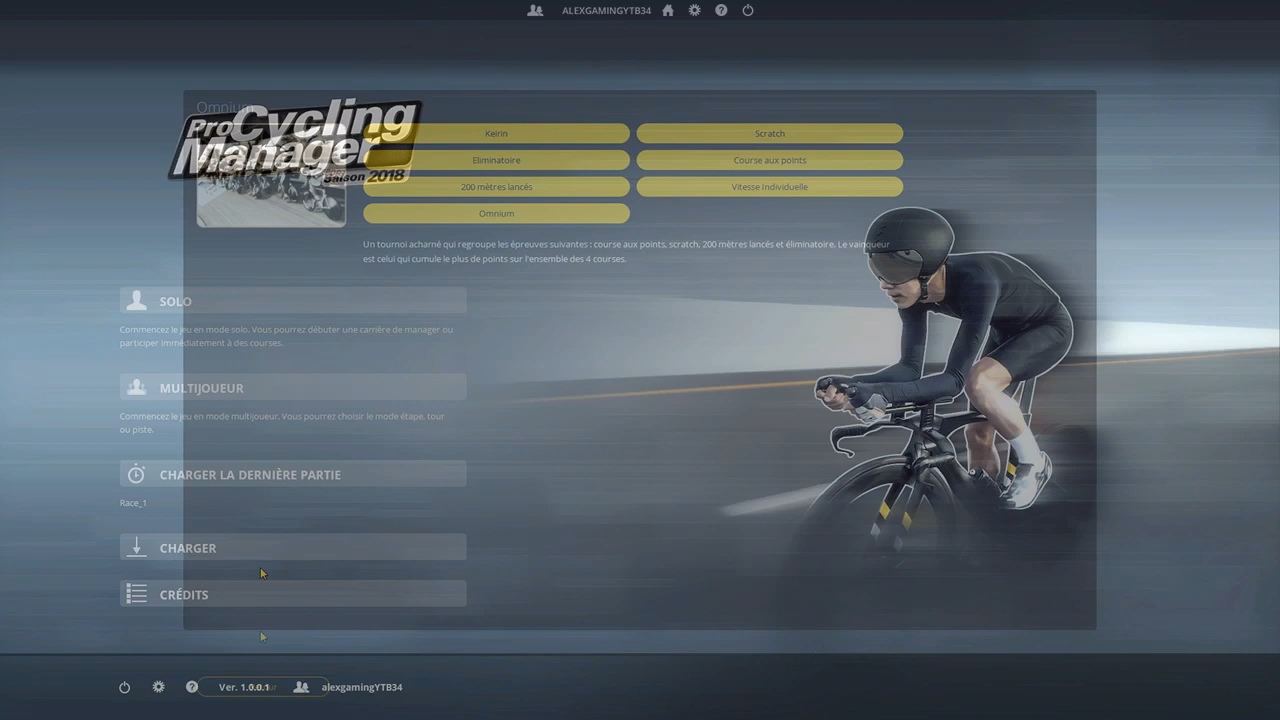 ALEXGAMINGYTB34
Omnium
Pro Cycling
Manager
Saison 2018
Keirin
Scratch
Eliminatoire
Course aux points
200 mètres lancés
Vitesse Individuelle
Omnium
Un tournoi acharné qui regroupe les épreuves suivantes : course aux points, scratch, 200 mètres lancés et éliminatoire. Le vainqueur
est celui qui cumule le plus de points sur l'ensemble des 4 courses.
SOLO
Commencez le jeu en mode solo. Vous pourrez débuter une carrière de manager ou
participer immédiatement à des courses.
MULTIJOUEUR
Commencez le jeu en mode multijoueur. Vous pourrez choisir le mode étape, tour
ou piste.
CHARGER LA DERNIÈRE PARTIE
Race_1
CHARGER
CRÉDITS
Ver. 1.0.0.1
alexgamingYTB34